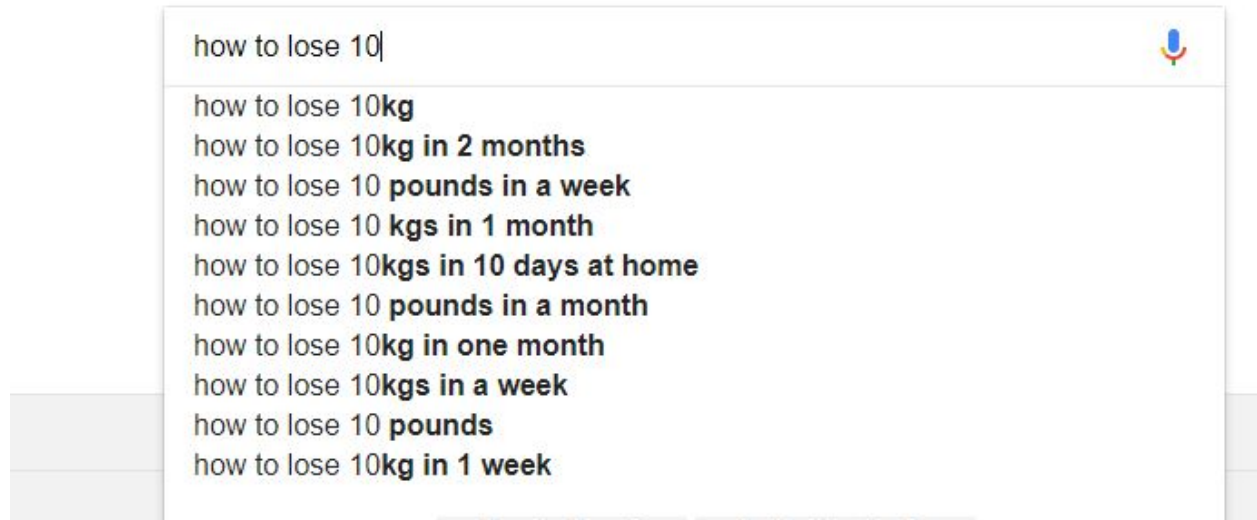 how to lose 10
how to lose 10kg
how to lose 10kg in 2 months
how to lose 10 pounds in a week
how to lose 10 kgs in 1 month
how to lose 10kgs in 10 days at home
how to lose 10 pounds in a month
how to lose 10kg in one month
how to lose 10kgs in a week
how to lose 10 pounds
how to lose 10kg in 1 week